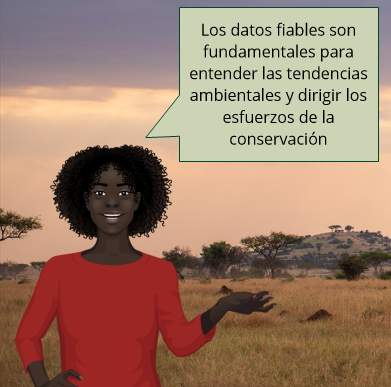 Los datos fiables son
fundamentales para
entender las tendencias
ambientales y dirigir los
esfuerzos de la
conservación